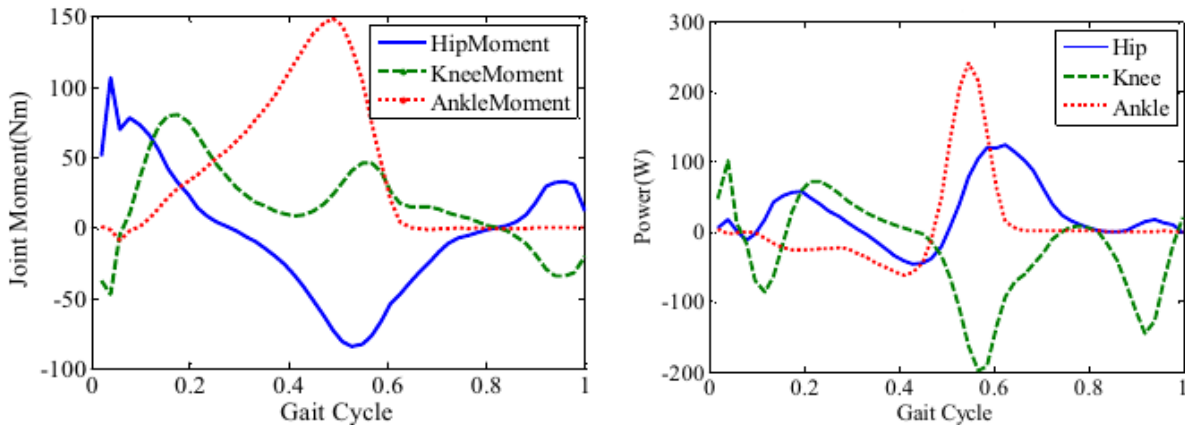 150
100
50
0
-50
-100
Joint Moment(Nm)
HipMoment
KneeMoment
AnkleMoment
0 0.2 0.4 0.6 0.8 1
Gait Cycle
300
200
100
0
-100
-200
Power(W)
Hip
Knee
Ankle
0 0.2 0.4 0.6 0.8 1
Gait Cycle